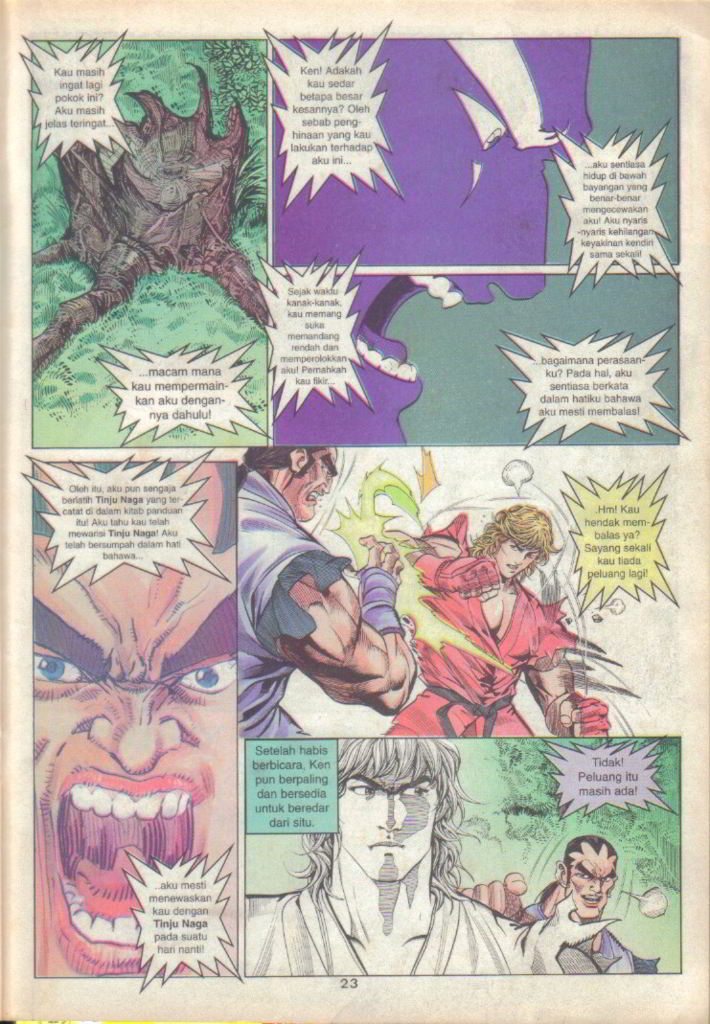 Kau masih
ingat lagi
pokok ini?
Aku masih
jelas teringat...
...macam mana
kau mempermain-
kan aku dengan-
nya dahulu!
Ken! Adakah
kau sedar
betapa besar
kesannya? Oleh
sebab peng-
hinaan yang kau
lakukan terhadap
aku ini...
...aku sentiasa
hidup di bawah
bayangan yang
benar-benar
mengecewakan
aku! Aku nyaris
-nyaris kehilangan
keyakinan kendiri
sama sekali!
Sejak waktu
kanak-kanak,
kau memang
suka
memandang
rendah dan
memperolokkan
aku! Pernahkah
kau fikir...
...bagaimana perasaan-
ku? Pada hal, aku
sentiasa berkata
dalam hatiku bahawa
aku mesti membalas!
Oleh itu, aku pun sengaja
berlatih Tinju Naga yang ter-
catat di dalam kitab panduan
itu! Aku tahu kau telah
mewarisi Tinju Naga! Aku
telah bersumpah dalam hati
bahawa...
..aku mesti
menewaskan
kau dengan
Tinju Naga
pada suatu
hari nanti!
.Hm! Kau
hendak mem-
balas ya?
Sayang sekali
kau tiada
peluang lagi!
Setelah habis
berbicara, Ken
pun berpaling
dan bersedia
untuk beredar
dari situ.
Tidak!
Peluang itu
masih ada!
23